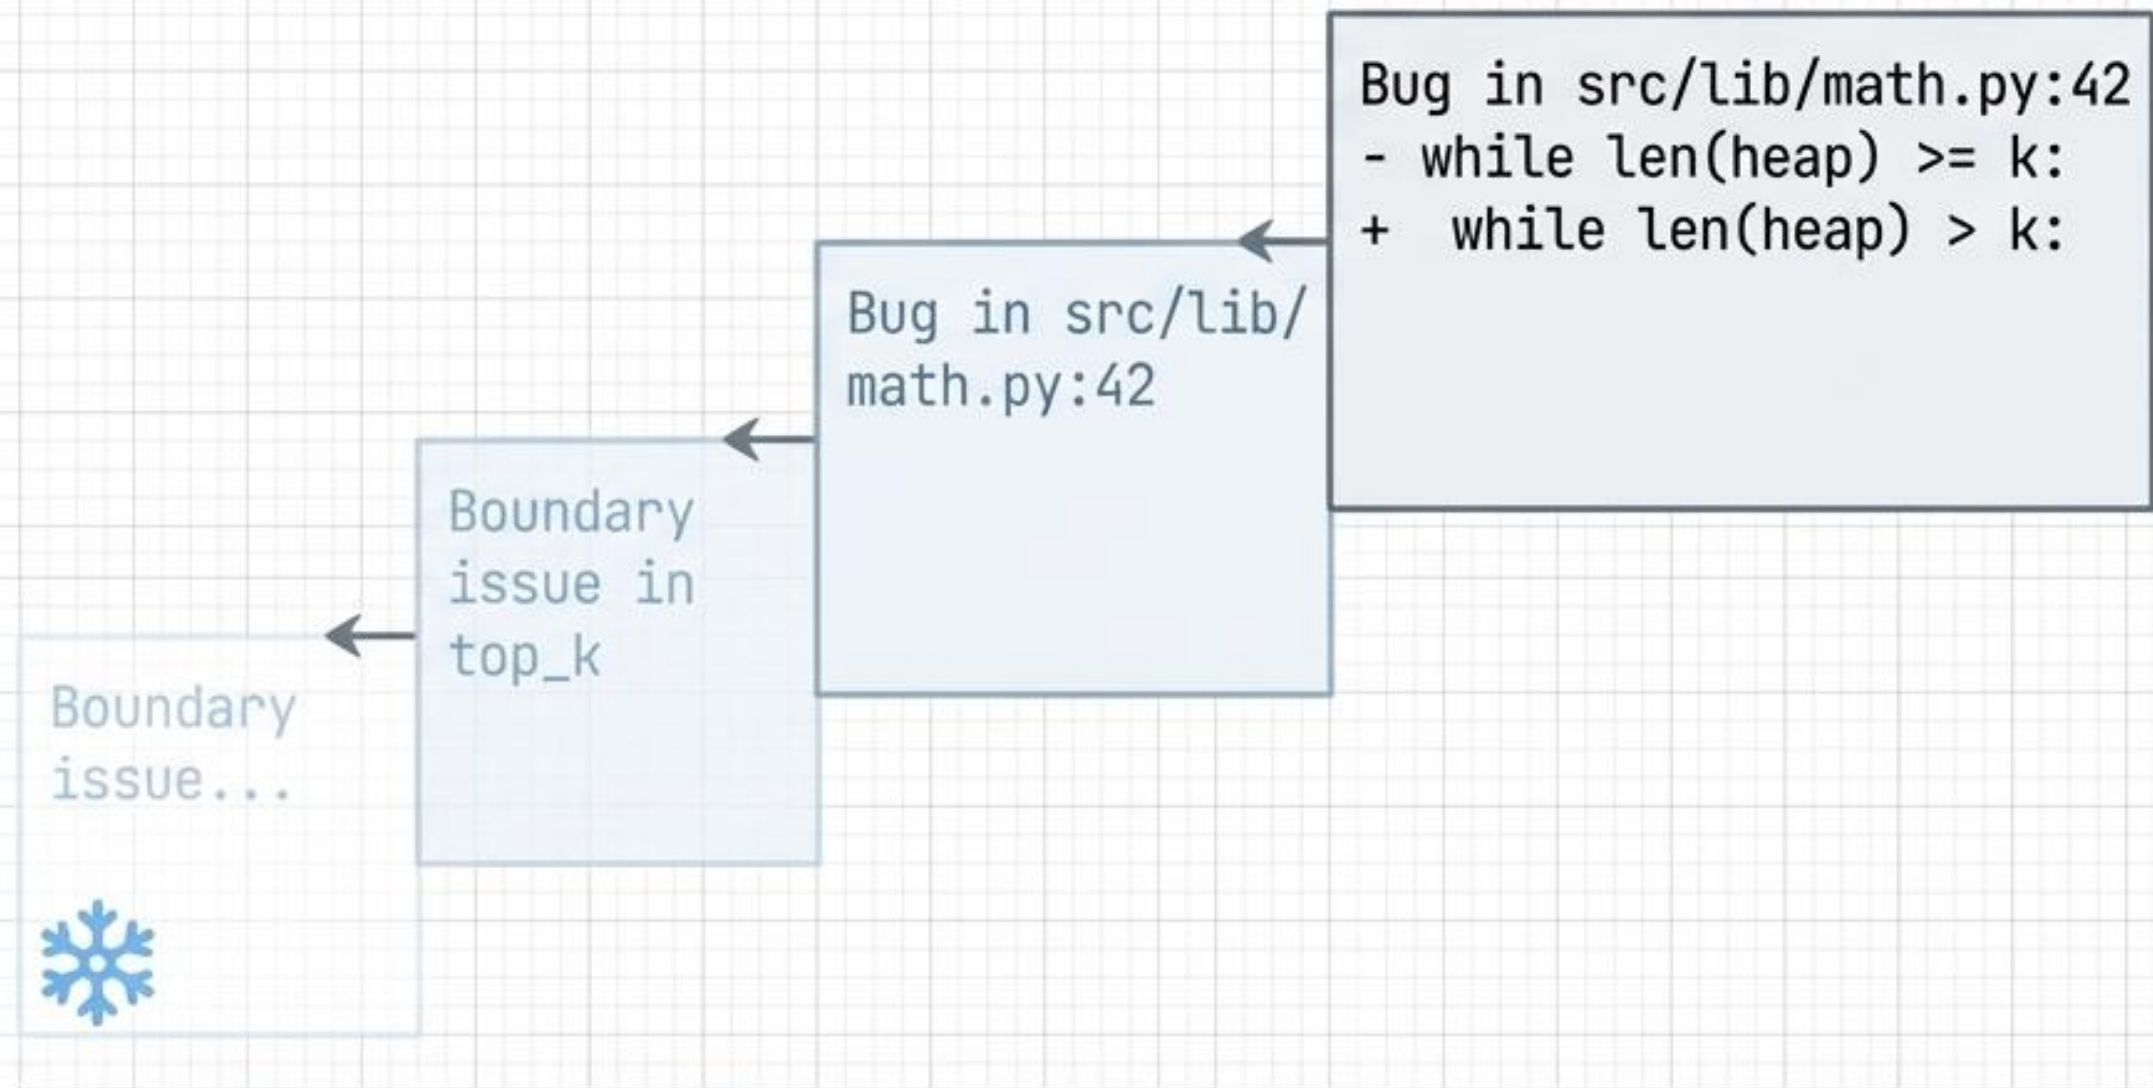 Bug in src/lib/math.py:42
- while len(heap) >= k:
+  while len(heap) > k:
Bug in src/lib/
math.py:42
Boundary
issue in
top_k
Boundary
issue...